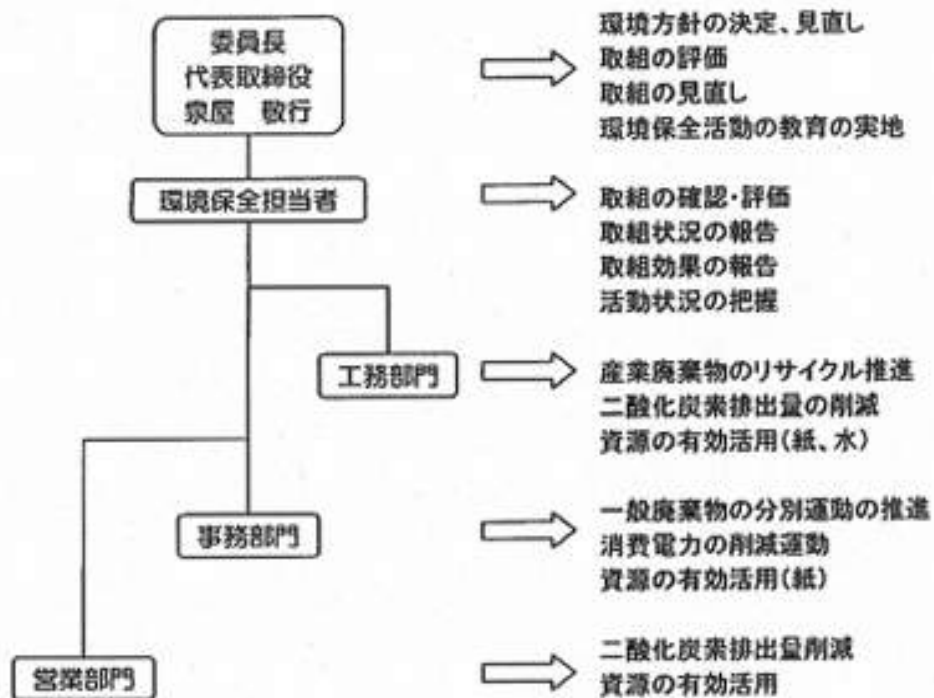 委員長
代表取締役
泉屋 敬行
環境方針の決定、見直し
取組の評価
取組の見直し
環境保全活動の教育の実地
環境保全担当者
取組の確認・評価
取組状況の報告
取組効果の報告
活動状況の把握
工務部門
産業廃棄物のリサイクル推進
二酸化炭素排出量の削減
資源の有効活用(紙、水)
事務部門
一般廃棄物の分別運動の推進
消費電力の削減運動
資源の有効活用(紙)
営業部門
二酸化炭素排出量削減
資源の有効活用